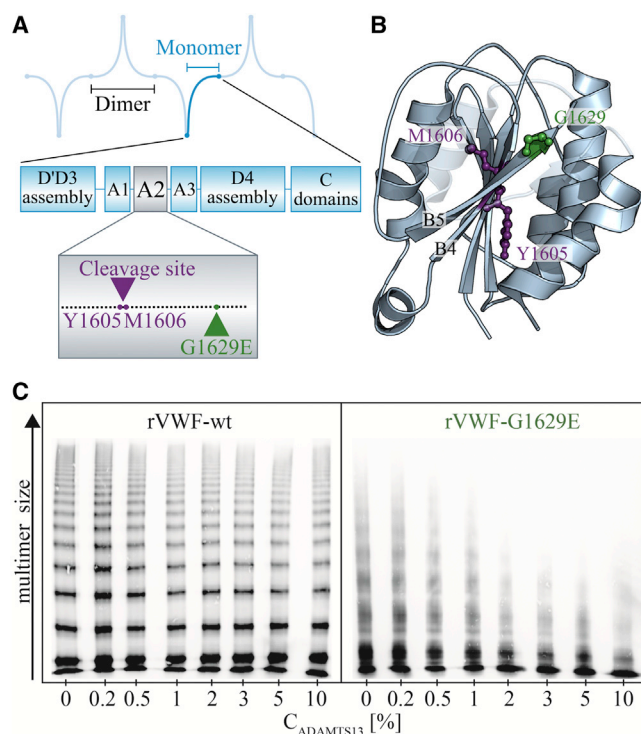 A
Monomer
Dimer
D'D3 assembly
A1
A2
A3
D4 assembly
C domains
Cleavage site
Y1605 M1606
G1629E
B
G1629
M1606
B5
B4
Y1605
C
rVWF-wt
rVWF-G1629E
multimer size
0 0.2 0.5 1 2 3 5 10 0 0.2 0.5 1 2 3 5 10
C_ADAMTS13 [%]